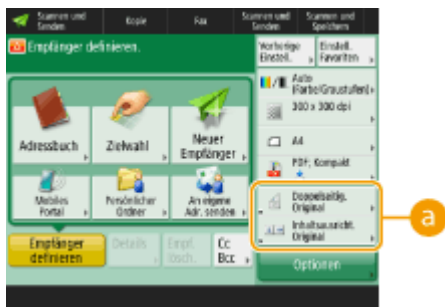 Scannen und
Senden
Kopie
Fax
Scannen und
Senden
Scannen und
Speichern
Empfänger definieren.
Vorherige
Einstell.
Einstell.
Favoriten
Auto
(Farbe/Graustufen)
300 x 300 dpi
Adressbuch
Zielwahl
Neuer
Empfänger
A4
PDF; Kompakt
Mobiles
Portal
Persönlicher
Ordner
An eigene
Adr. senden
Doppelseitig.
Original
Inhaltsausricht.
Original
a
Empfänger
definieren
Details
Empf.
lösch.
Cc
Bcc
Optionen